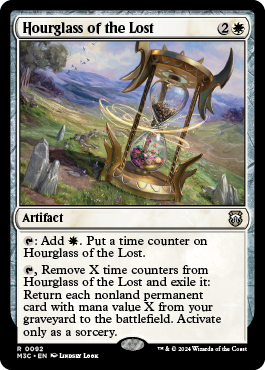 Hourglass of the Lost 2
Artifact
: Add . Put a time counter on
Hourglass of the Lost.
, Remove X time counters from
Hourglass of the Lost and exile it:
Return each nonland permanent
card with mana value X from your
graveyard to the battlefield. Activate
only as a sorcery.
R 0092
M3C • EN Lindsey Look
™ & © 2024 Wizards of the Coast